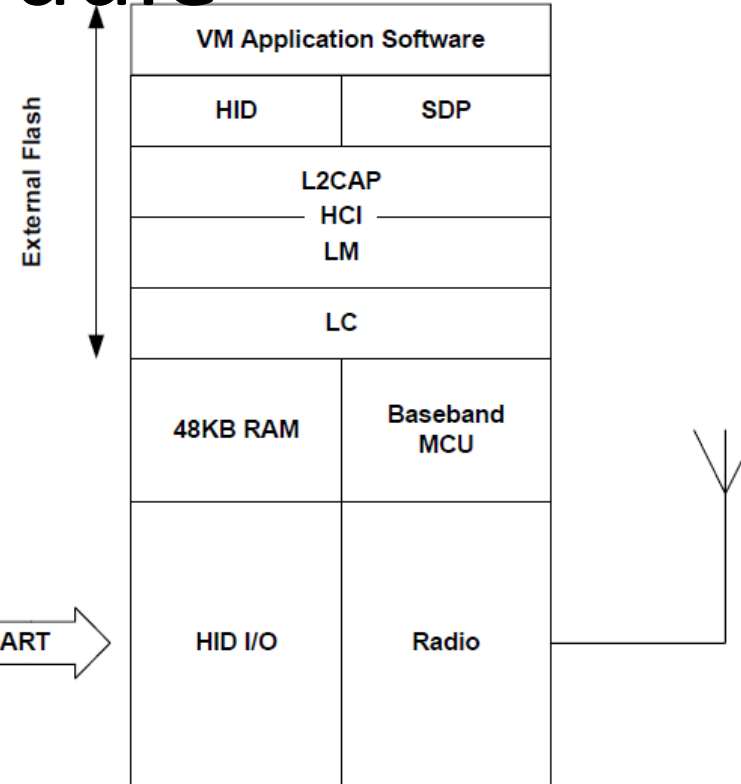 VM Application Software
HID
SDP
External Flash
L2CAP
HCI
LM
LC
48KB RAM
Baseband
MCU
ART
HID I/O
Radio